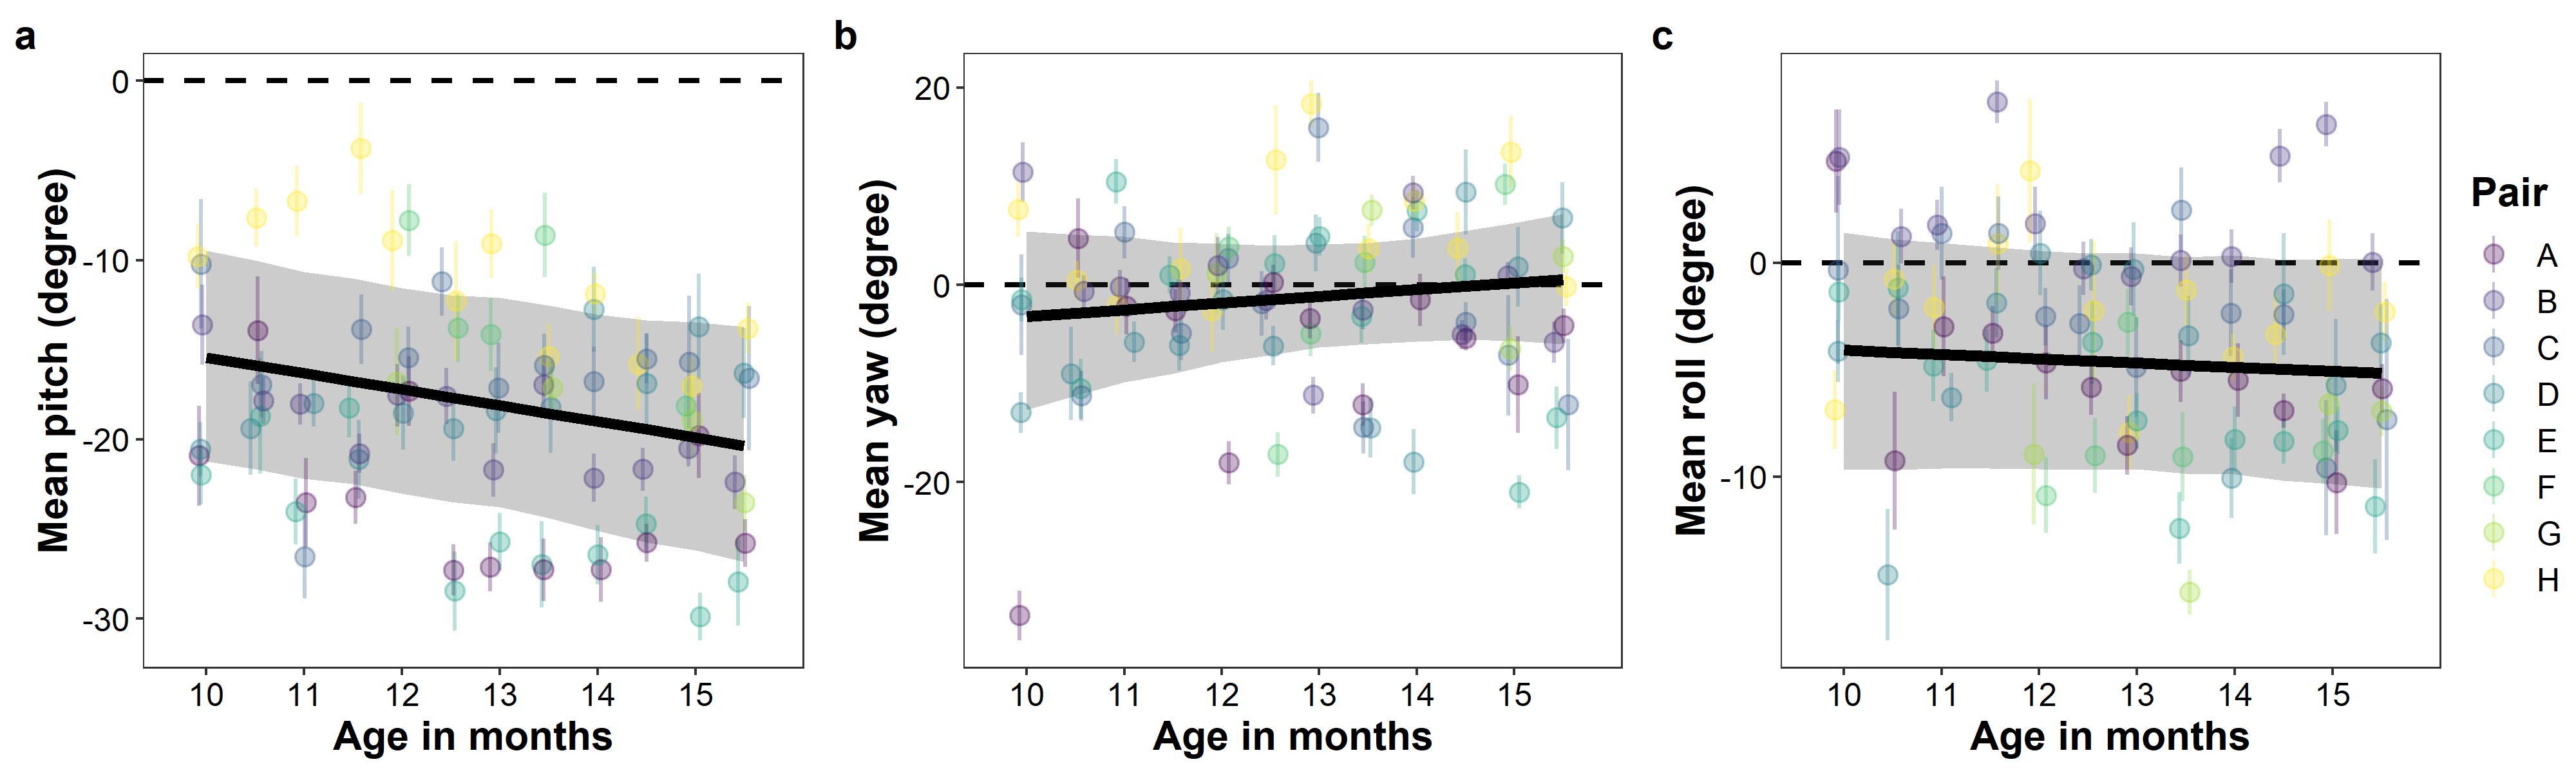 a
Mean pitch (degree)
0
-10
-20
-30
10 11 12 13 14 15
Age in months
b
Mean yaw (degree)
20
0
-20
10 11 12 13 14 15
Age in months
c
Mean roll (degree)
0
-10
10 11 12 13 14 15
Age in months
Pair
A
B
C
D
E
F
G
H